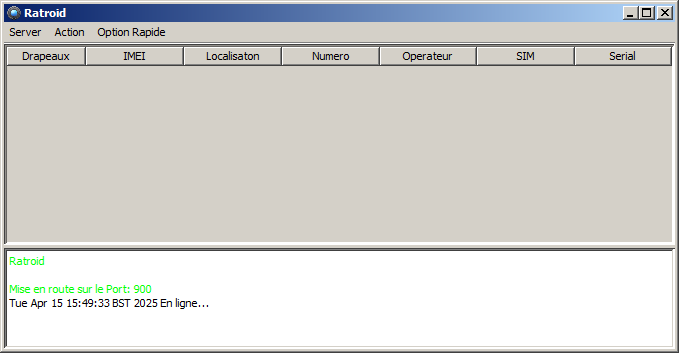 Ratroid
Server Action Option Rapide
Drapeaux IMEI Localisaton Numero Operateur SIM Serial
Ratroid
Mise en route sur le Port: 900
Tue Apr 15 15:49:33 BST 2025 En ligne...